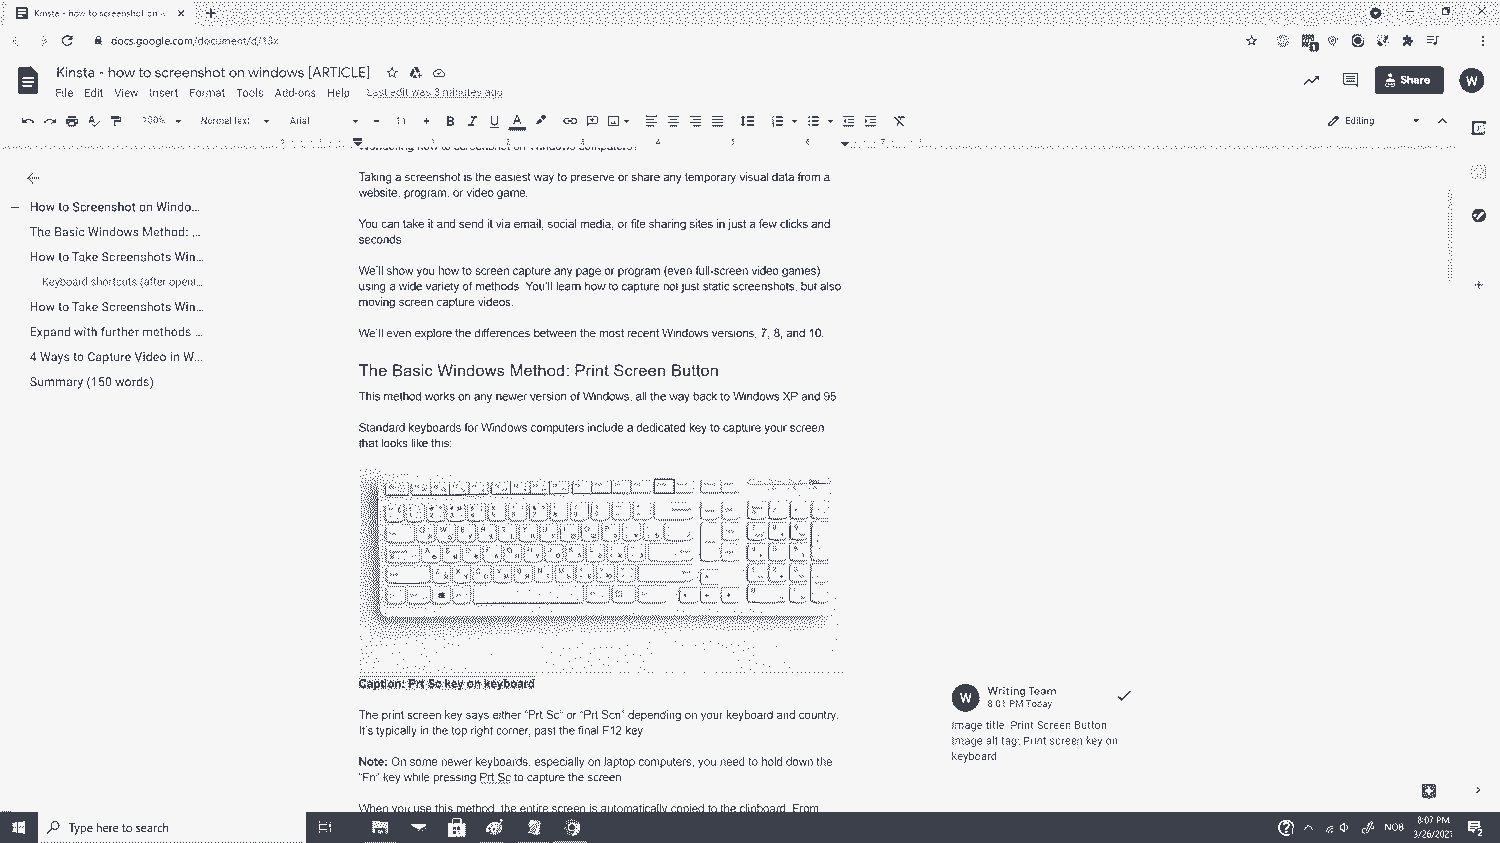 Kinsta - how to screenshot on
docs.google.com/document/d/13x
Kinsta - how to screenshot on windows [ARTICLE]
File Edit View Insert Format Tools Add-ons Help Last edit was 3 minutes ago
Share
W
100% Normal text Arial 11 Editing
Wondering how to screenshot on Windows computers?
How to Screenshot on Windo...
The Basic Windows Method: ...
How to Take Screenshots Win...
Keyboard shortcuts (after openi...
How to Take Screenshots Win...
Expand with further methods ...
4 Ways to Capture Video in W...
Summary (150 words)
Taking a screenshot is the easiest way to preserve or share any temporary visual data from a
website, program, or video game.
You can take it and send it via email, social media, or file sharing sites in just a few clicks and
seconds.
We'll show you how to screen capture any page or program (even full-screen video games)
using a wide variety of methods. You'll learn how to capture not just static screenshots, but also
moving screen capture videos.
We'll even explore the differences between the most recent Windows versions, 7, 8, and 10.
The Basic Windows Method: Print Screen Button
This method works on any newer version of Windows, all the way back to Windows XP and 95.
Standard keyboards for Windows computers include a dedicated key to capture your screen
that looks like this:
Caption: Prt Sc key on keyboard
The print screen key says either "Prt Sc" or "Prt Scn" depending on your keyboard and country.
It's typically in the top right corner, past the final F12 key.
Note: On some newer keyboards, especially on laptop computers, you need to hold down the
"Fn" key while pressing Prt Sc to capture the screen.
When you use this method, the entire screen is automatically copied to the clipboard. From
W
Writing Team
8:01 PM Today
Image title: Print Screen Button
Image alt tag: Print screen key on
keyboard
Type here to search
NOB
8:07 PM
3/26/2021